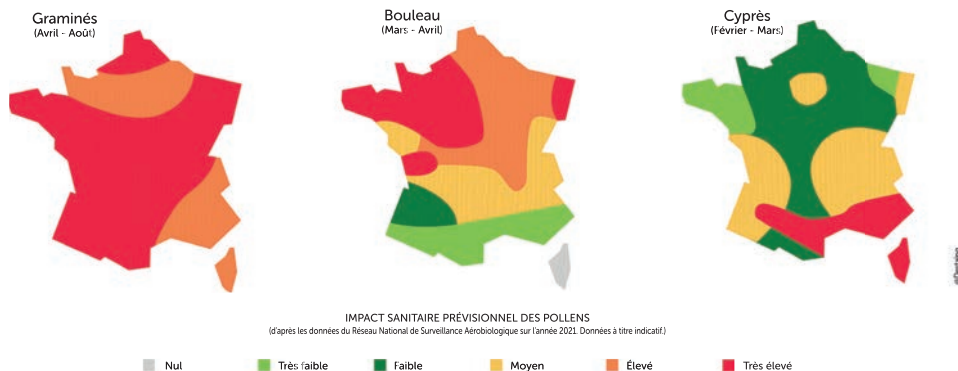 Graminés
(Avril - Août)
Bouleau
(Mars - Avril)
Cyprès
(Février - Mars)
IMPACT SANITAIRE PRÉVISIONNEL DES POLLENS
(d'après les données du Réseau National de Surveillance Aérobiologique sur l'année 2021. Données à titre indicatif.)
Nul
Très faible
Faible
Moyen
Élevé
Très élevé